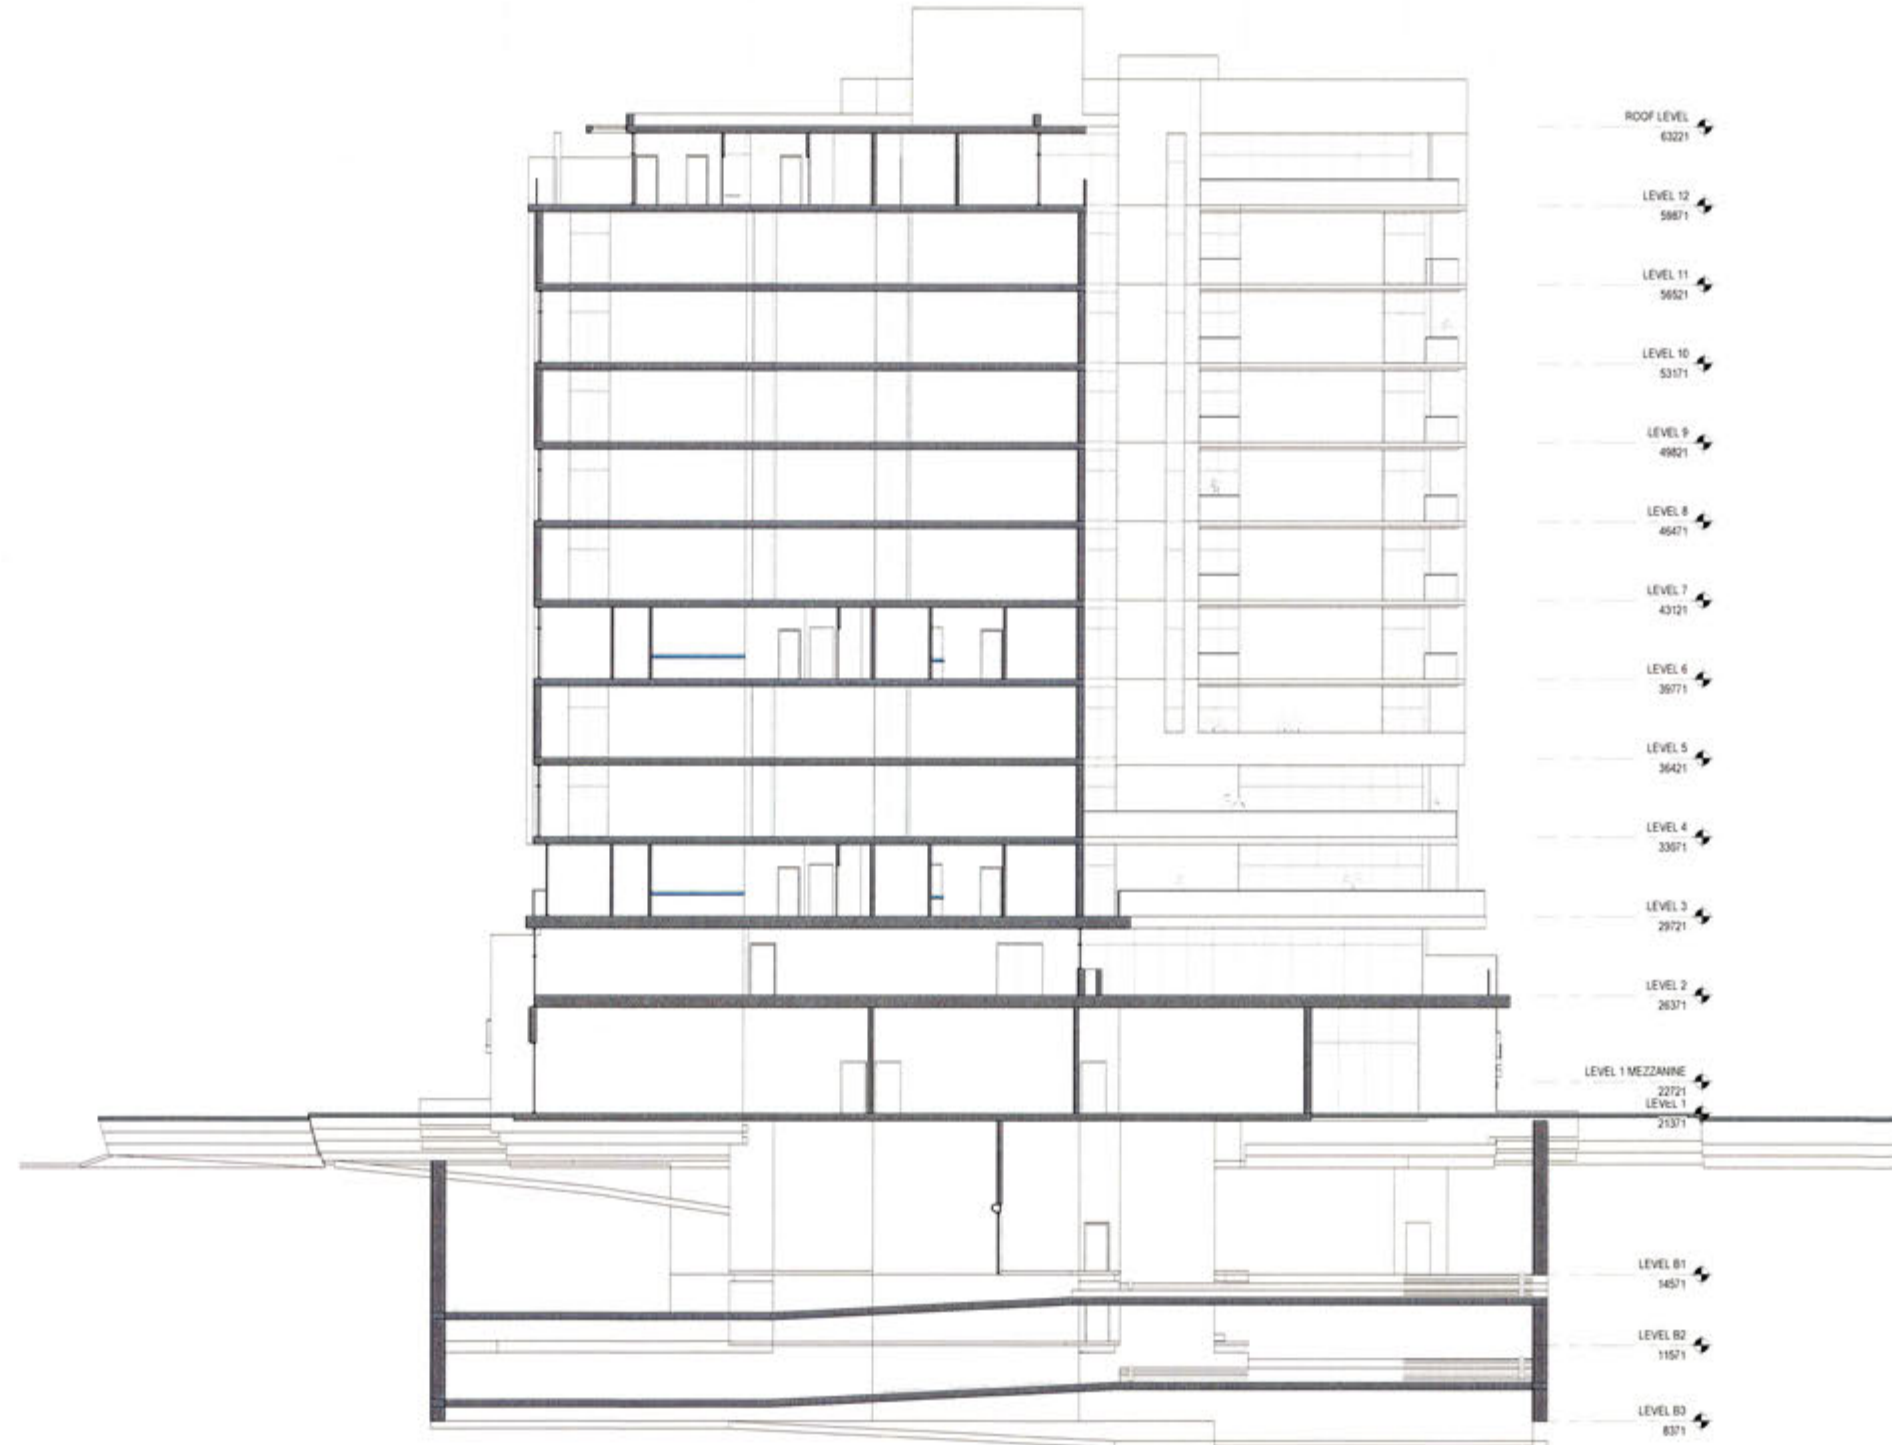 ROOF LEVEL
63221
LEVEL 12
59871
LEVEL 11
56521
LEVEL 10
53171
LEVEL 9
49821
LEVEL 8
46471
LEVEL 7
43121
LEVEL 6
39771
LEVEL 5
36421
LEVEL 4
33071
LEVEL 3
29721
LEVEL 2
26371
LEVEL 1 MEZZANINE
22721
LEVEL 1
21371
LEVEL B1
14571
LEVEL B2
11571
LEVEL B3
8371